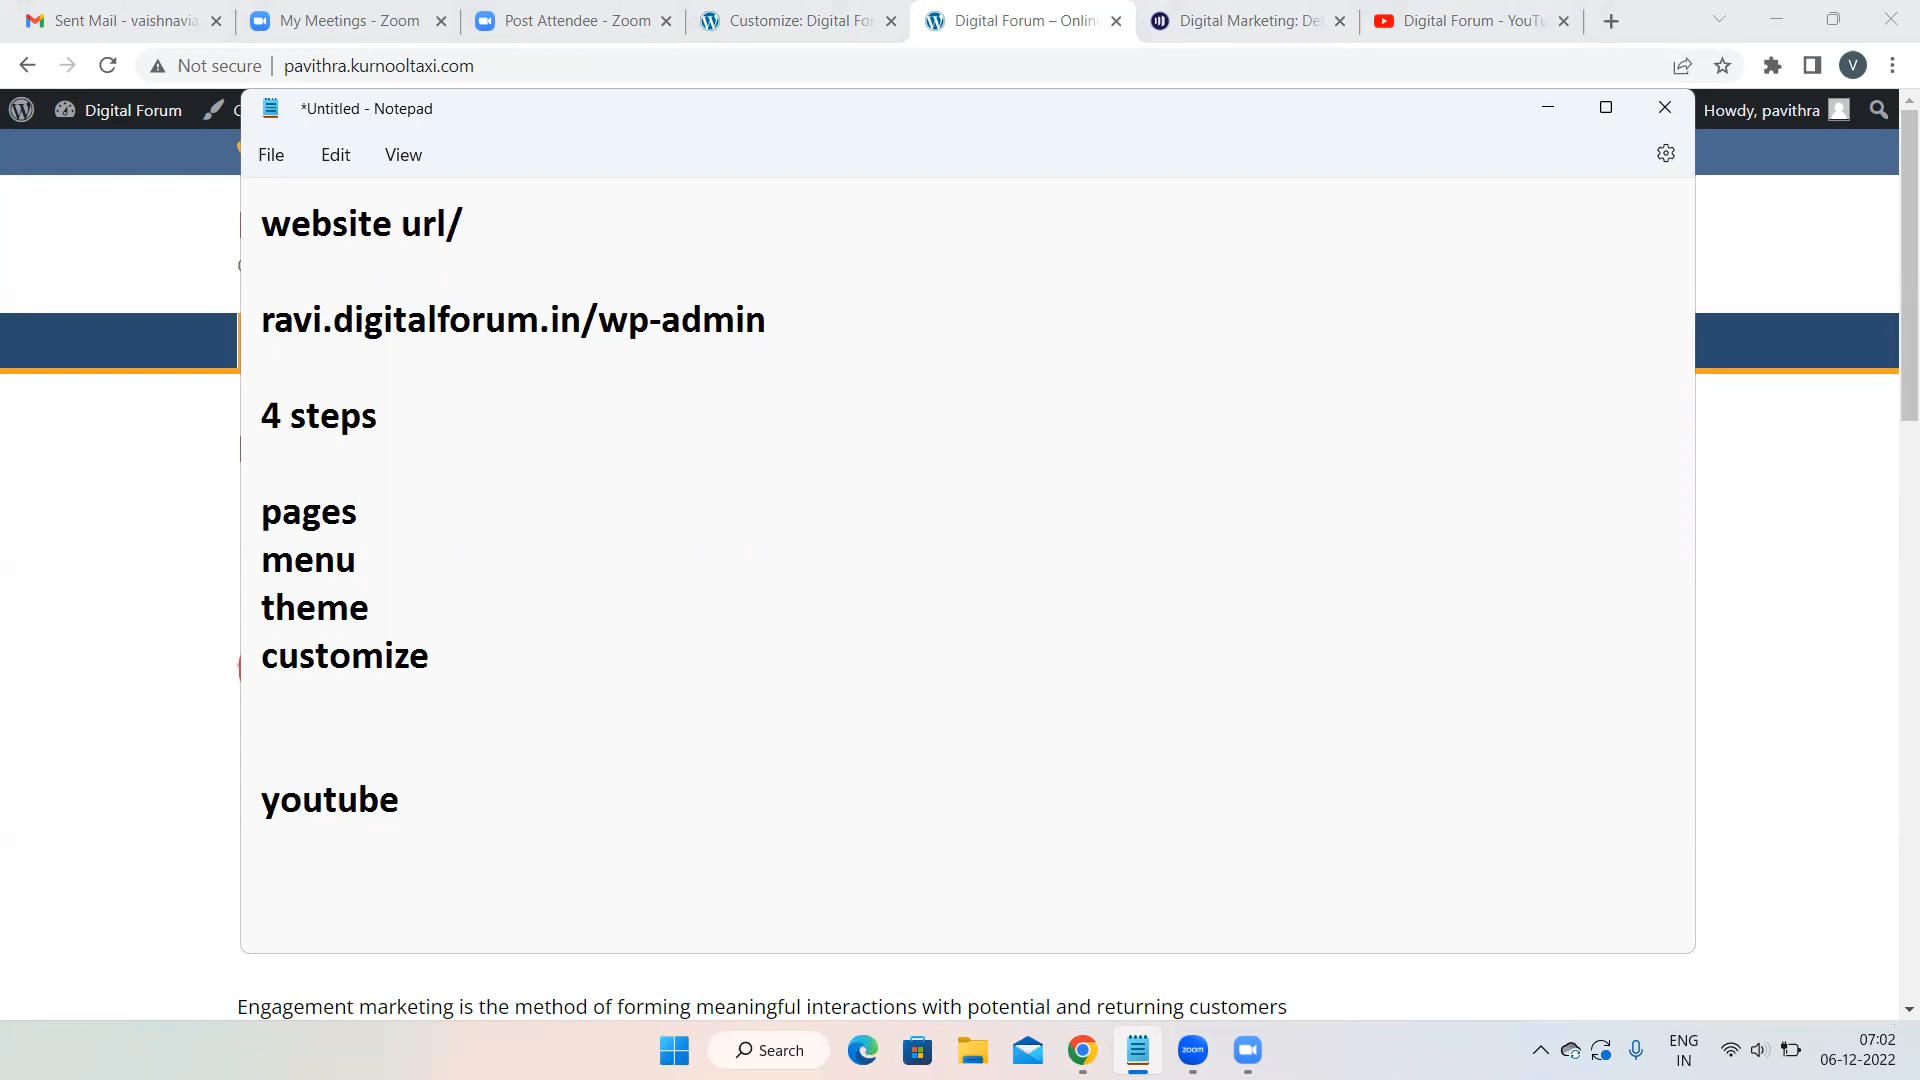 Sent Mail - vaishnavia
My Meetings - Zoom
Post Attendee - Zoom
Customize: Digital Fo
Digital Forum – Onlin
Digital Marketing: De
Digital Forum - YouTu
Not secure
pavithra.kurnooltaxi.com
V
Digital Forum
*Untitled - Notepad
Howdy, pavithra
File
Edit
View
website url/
ravi.digitalforum.in/wp-admin
4 steps
pages
menu
theme
customize
youtube
Engagement marketing is the method of forming meaningful interactions with potential and returning customers
Search
zoom
ENG
IN
07:02
06-12-2022